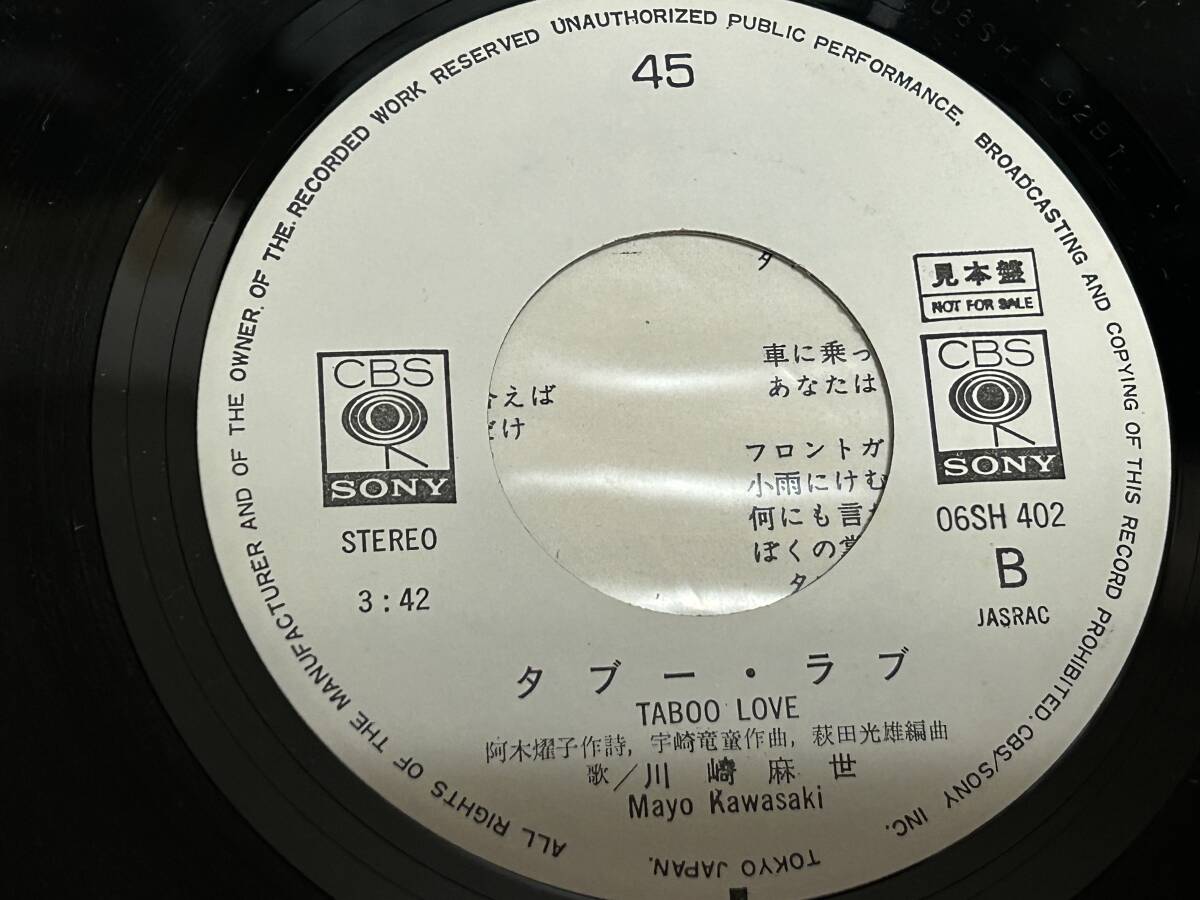 ALL RIGHTS OF THE MANUFACTURER AND OF THE OWNER. OF THE. RECORDED WORK RESERVED UNAUTHORIZED PUBLIC PERFORMANCE. BROADCASTING AND COPYING OF THIS RECORD PROHIBITED. CBS/SONY INC.
TOKYO JAPAN.
45
見本盤
NOT FOR SALE
CBS
SONY
STEREO
3:42
CBS
SONY
06SH 402
B
JASRAC
えば
け
タ
車に乗っ
あなたは
フロントガ
小雨にけむ
何にも言
ぼくの掌
タ
タブー・ラブ
TABOO LOVE
阿木燿子作詩, 宇崎竜童作曲, 萩田光雄編曲
歌/川﨑麻世
Mayo Kawasaki